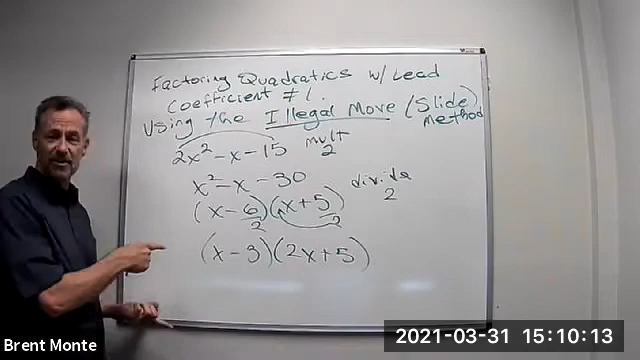 Factoring Quadratics w/ Lead
Coefficient ≠ 1.
Using the Illegal Move (Slide)
method
2x² - x - 15 mult 2
x² - x - 30
(x - 6/2)(x + 5/2) divide 2
(x - 3)(2x + 5)
Brent Monte
2021-03-31 15:10:13